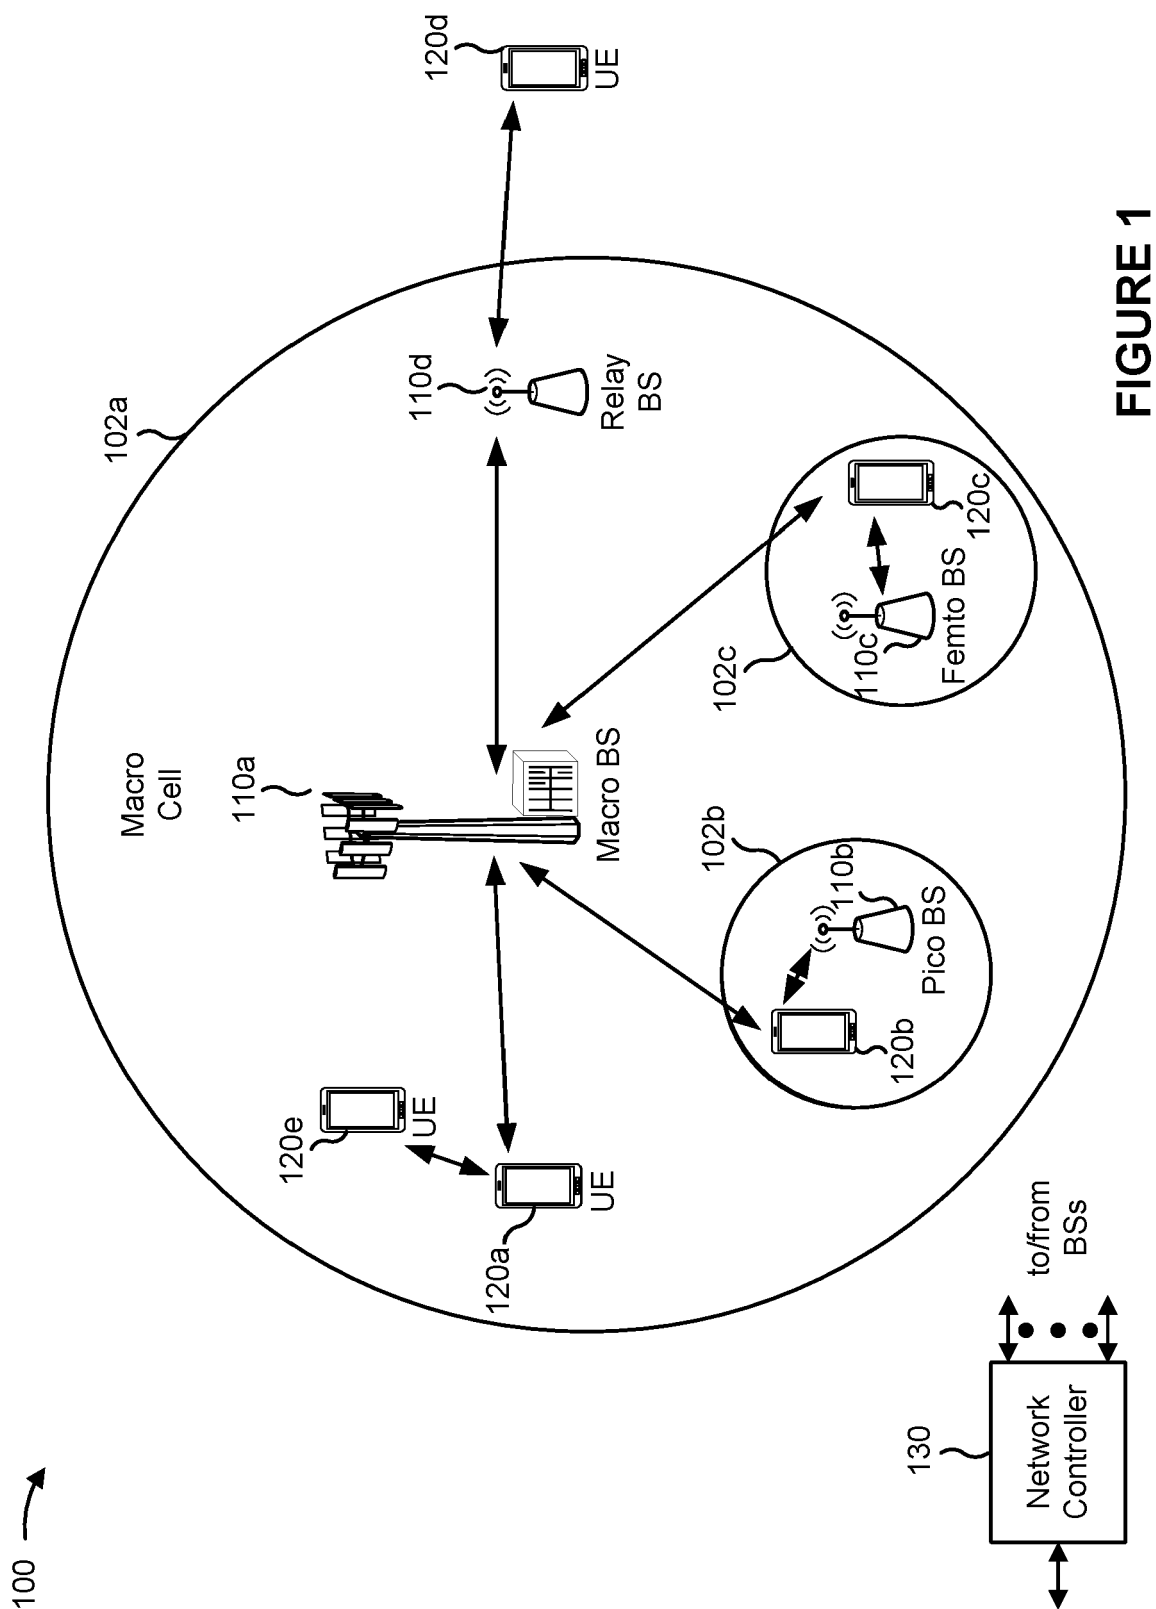 100
102a
Macro
Cell
110a
120d
UE
110d
Relay
BS
120e
UE
120a
UE
Macro BS
102b
110b
Pico BS
120b
102c
110c
Femto BS
120c
130
Network
Controller
to/from
BSs
FIGURE 1